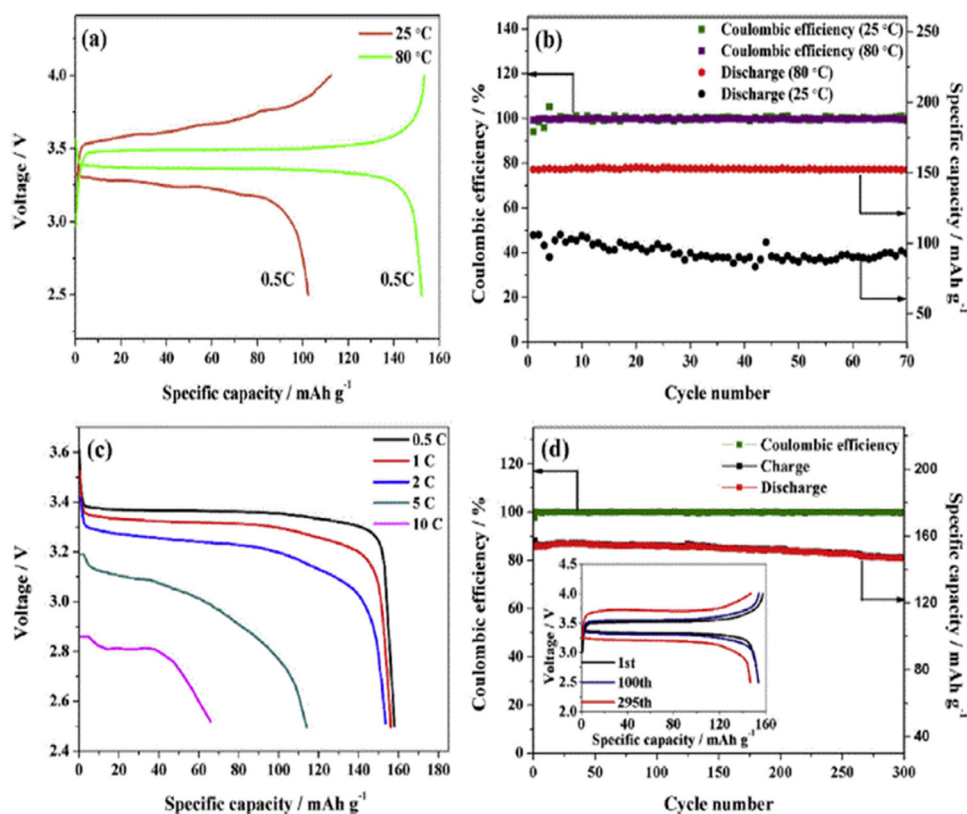 (a)
25 °C
80 °C
4.0
3.5
3.0
2.5
Voltage / V
0.5C
0.5C
0 20 40 60 80 100 120 140 160
Specific capacity / mAh g⁻¹
(b)
Coulombic efficiency (25 °C)
Coulombic efficiency (80 °C)
Discharge (80 °C)
Discharge (25 °C)
140
120
100
80
60
40
20
0
Coulombic efficiency / %
250
200
150
100
50
Specific capacity / mAh g⁻¹
0 10 20 30 40 50 60 70
Cycle number
(c)
0.5 C
1 C
2 C
5 C
10 C
3.6
3.4
3.2
3.0
2.8
2.6
2.4
Voltage / V
0 20 40 60 80 100 120 140 160 180
Specific capacity / mAh g⁻¹
(d)
Coulombic efficiency
Charge
Discharge
120
100
80
60
40
20
0
Coulombic efficiency / %
200
160
120
80
40
Specific capacity / mAh g⁻¹
4.0
3.5
3.0
2.5
2.0
Voltage / V
1st
100th
295th
0 40 80 120 160
Specific capacity / mAh g⁻¹
0 50 100 150 200 250 300
Cycle number